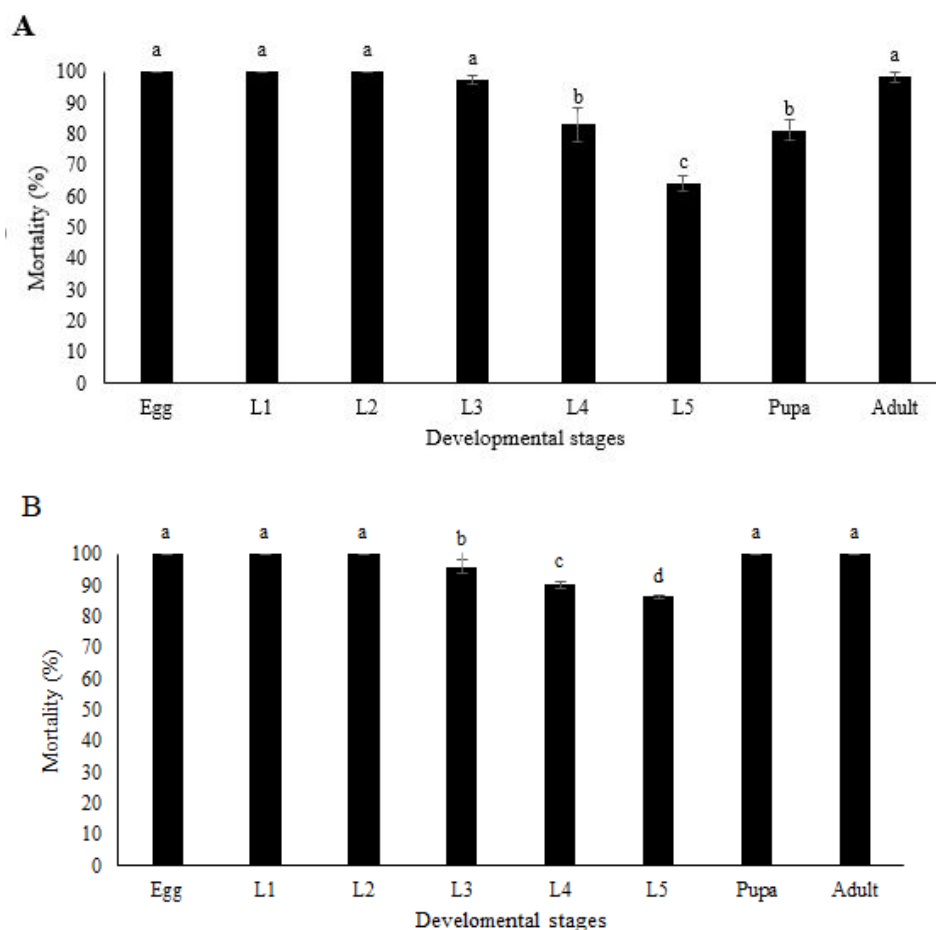 A
a a a a b c b a
100
90
80
70
60
50
40
30
20
10
0
Mortality (%)
Egg L1 L2 L3 L4 L5 Pupa Adult
Developmental stages
B
a a a b c d a a
100
90
80
70
60
50
40
30
20
10
0
Mortality (%)
Egg L1 L2 L3 L4 L5 Pupa Adult
Develomental stages